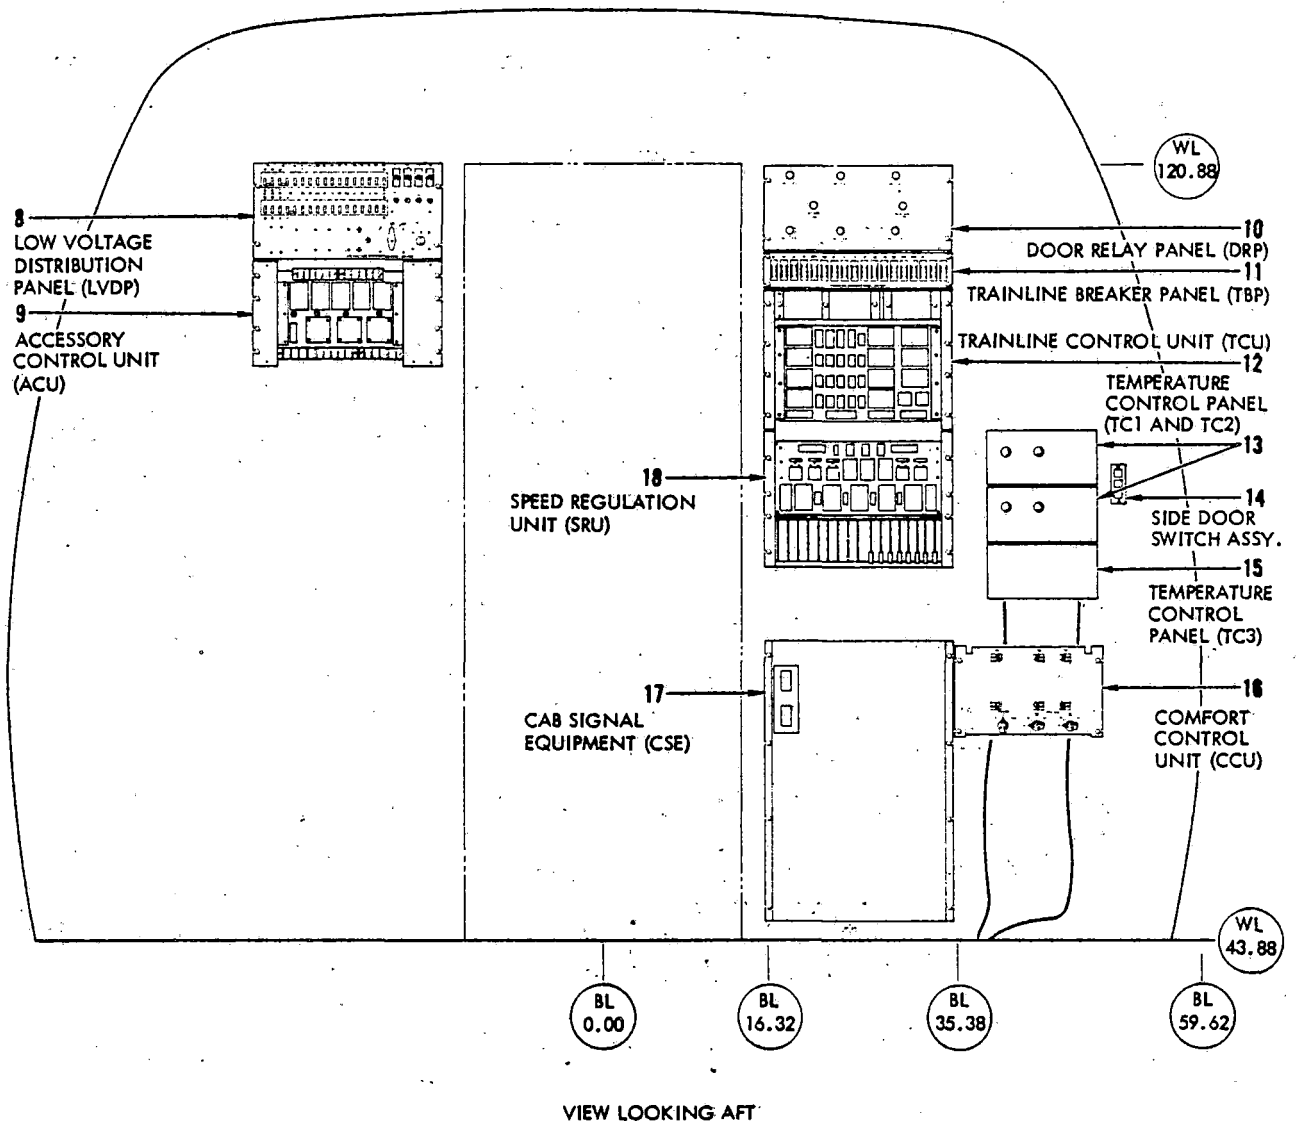 WL
120.88
8
LOW VOLTAGE
DISTRIBUTION
PANEL (LVDP)
9
ACCESSORY
CONTROL UNIT
(ACU)
10
DOOR RELAY PANEL (DRP)
11
TRAINLINE BREAKER PANEL (TBP)
TRAINLINE CONTROL UNIT (TCU)
12
TEMPERATURE
CONTROL PANEL
(TC1 AND TC2)
13
18
SPEED REGULATION
UNIT (SRU)
14
SIDE DOOR
SWITCH ASSY.
15
TEMPERATURE
CONTROL
PANEL (TC3)
17
CAB SIGNAL
EQUIPMENT (CSE)
16
COMFORT
CONTROL
UNIT (CCU)
WL
43.88
BL
0.00
BL
16.32
BL
35.38
BL
59.62
VIEW LOOKING AFT